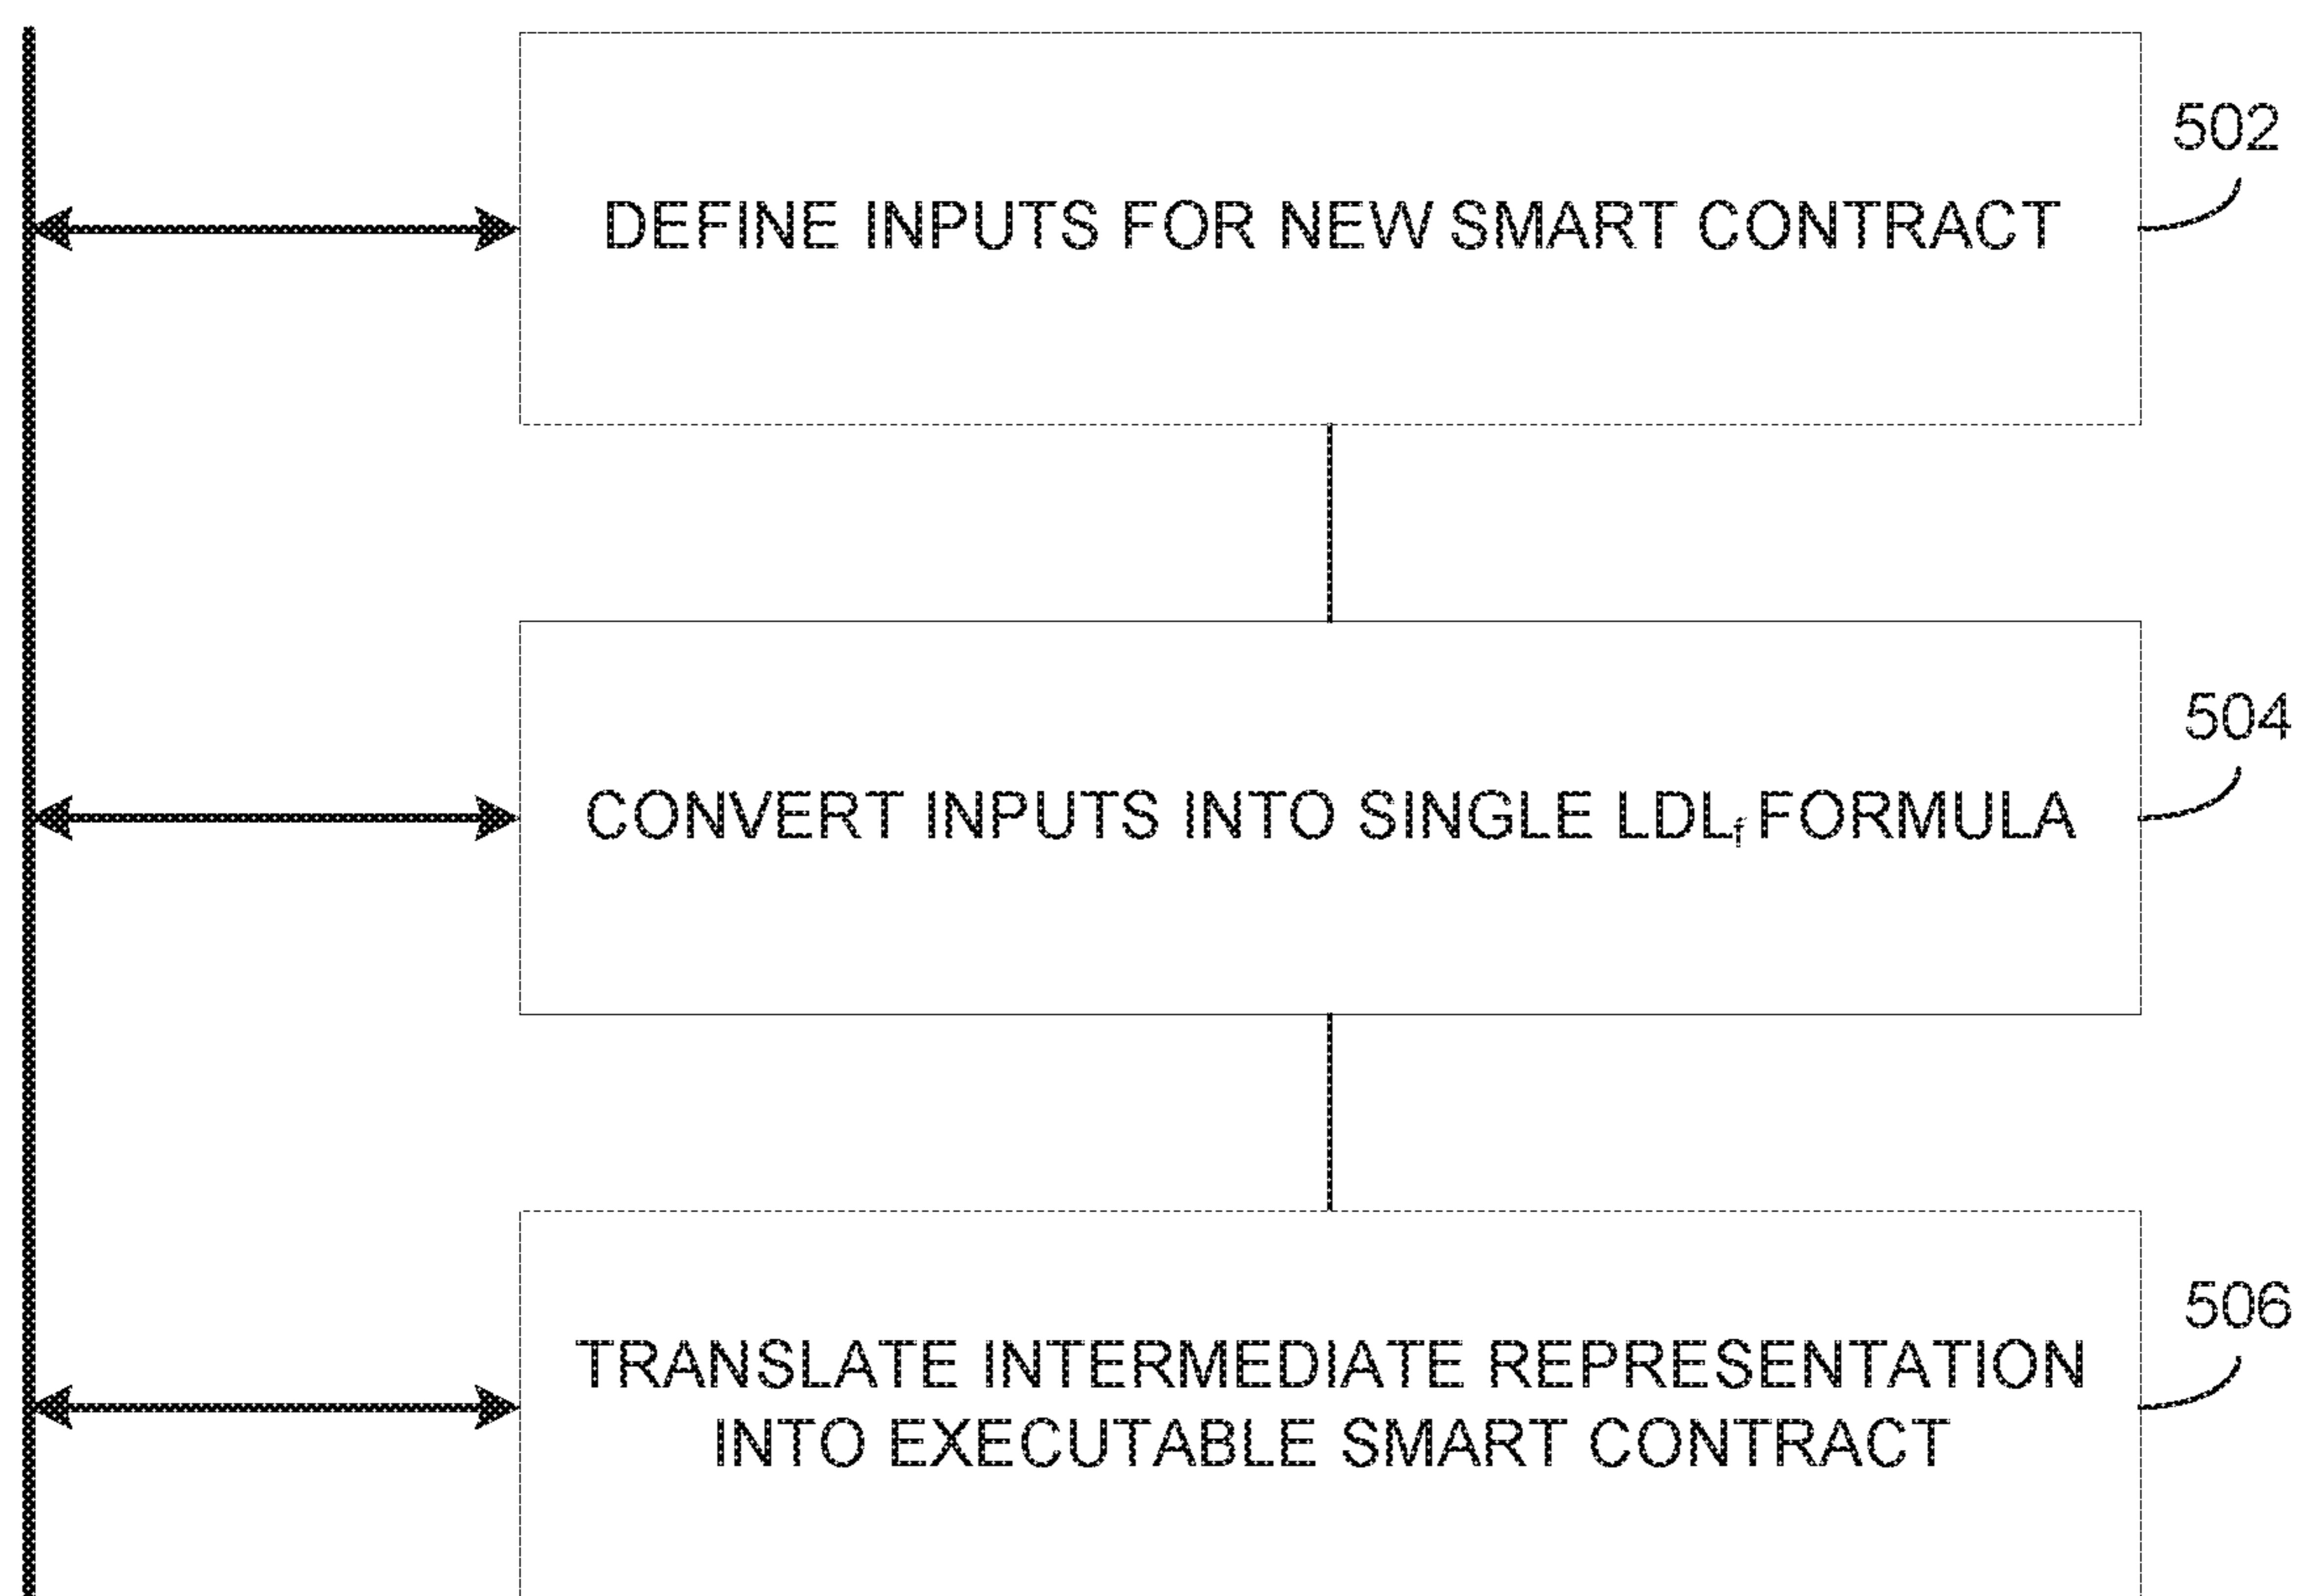 502
DEFINE INPUTS FOR NEW SMART CONTRACT
504
CONVERT INPUTS INTO SINGLE LDLf FORMULA
506
TRANSLATE INTERMEDIATE REPRESENTATION
INTO EXECUTABLE SMART CONTRACT